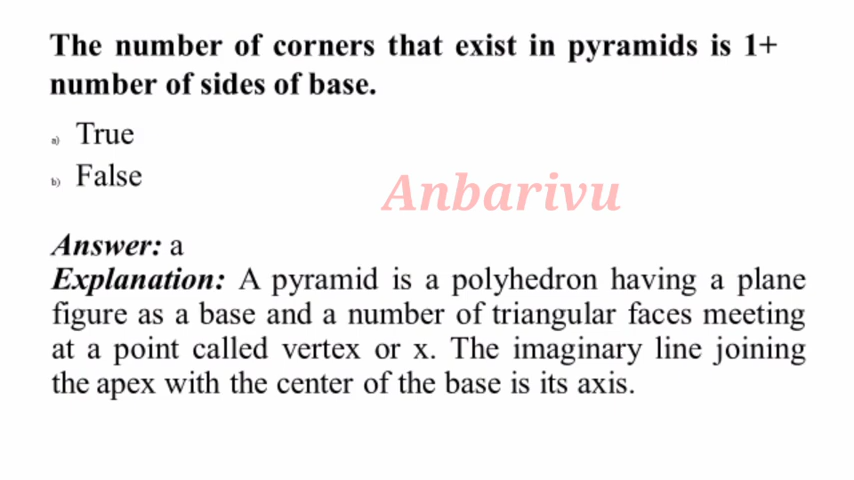 The number of corners that exist in pyramids is 1+
number of sides of base.
a) True
b) False
Anbarivu
Answer: a
Explanation: A pyramid is a polyhedron having a plane
figure as a base and a number of triangular faces meeting
at a point called vertex or x. The imaginary line joining
the apex with the center of the base is its axis.